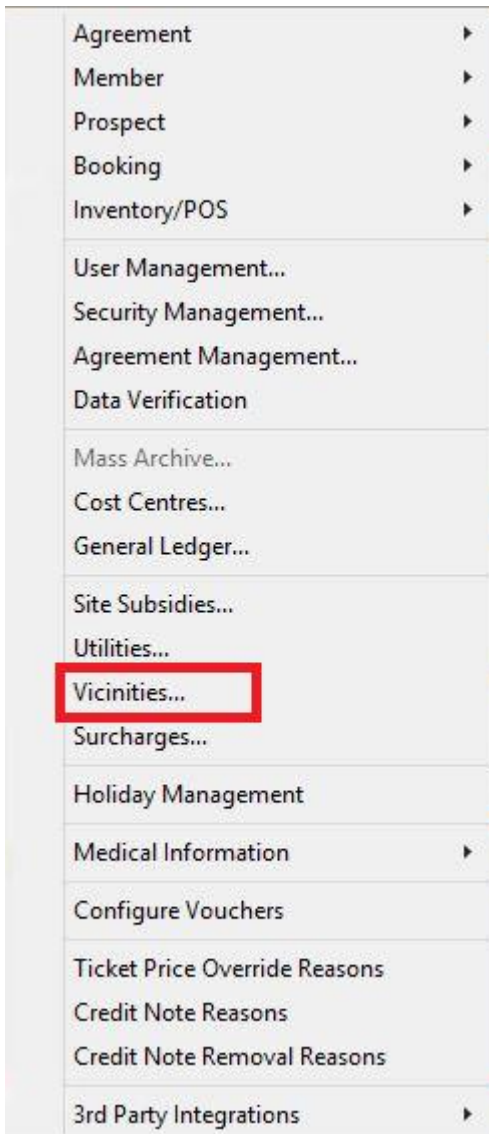 Agreement
Member
Prospect
Booking
Inventory/POS
User Management...
Security Management...
Agreement Management...
Data Verification
Mass Archive...
Cost Centres...
General Ledger...
Site Subsidies...
Utilities...
Vicinities...
Surcharges...
Holiday Management
Medical Information
Configure Vouchers
Ticket Price Override Reasons
Credit Note Reasons
Credit Note Removal Reasons
3rd Party Integrations